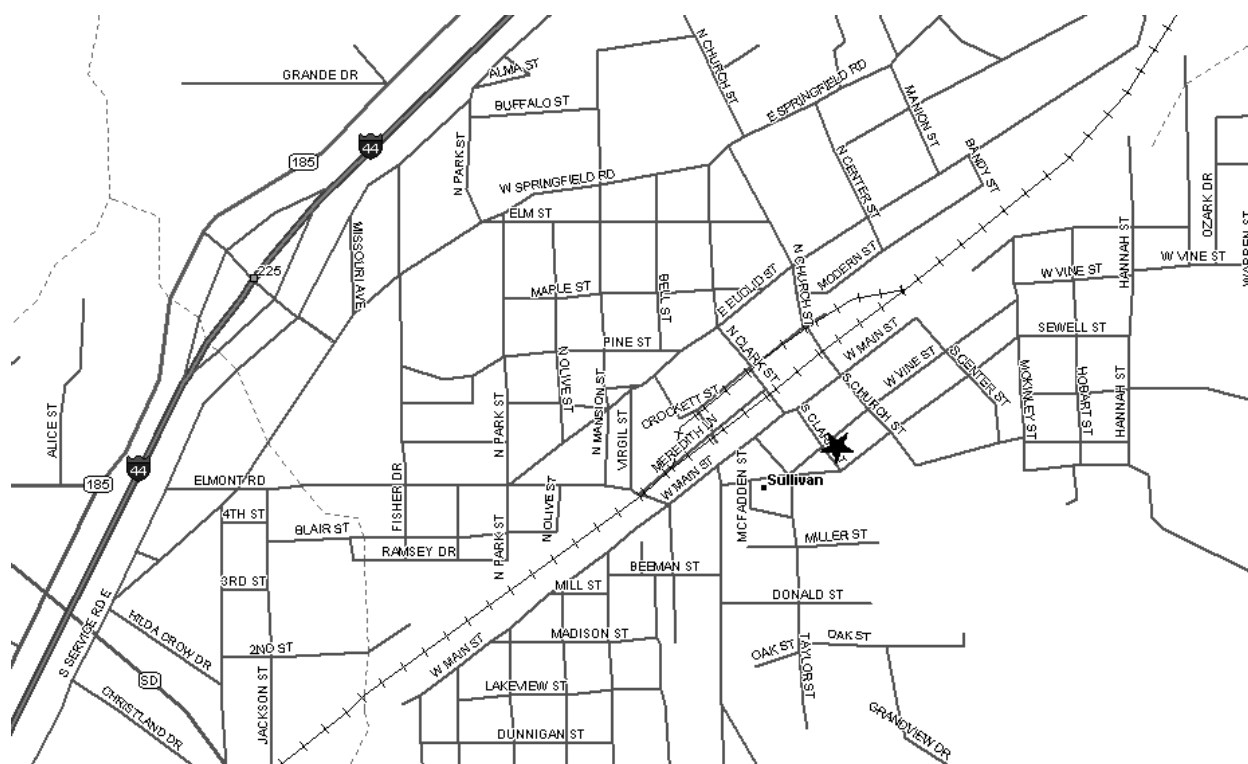 GRANDE DR
ALMA ST
BUFFALO ST
N CHURCH ST
E SPRINGFIELD RD
MANION ST
44
185
N PARK ST
W SPRINGFIELD RD
N CENTER ST
BANDY ST
OZARK DR
ELM ST
MISSOURI AVE
HANNAH ST
WARREN ST
225
MAPLE ST
BELL ST
E EUCLID ST
N CHURCH ST
MODERN ST
W VINE ST
W VINE ST
PINE ST
N CLARK ST
W MAIN ST
SEWELL ST
W VINE ST
S CENTER ST
N OLIVE ST
N MANSION ST
VIRGIL ST
CROCKETT ST
MEREDITH LN
S CLARK ST
S CHURCH ST
MCKINLEY ST
HOBART ST
HANNAH ST
ALICE ST
N PARK ST
44
185
ELMONT RD
FISHER DR
W MAIN ST
MCFADDEN ST
Sullivan
4TH ST
BLAIR ST
RAMSEY DR
N OLIVE ST
N PARK ST
MILLER ST
3RD ST
BEEMAN ST
MILL ST
DONALD ST
S SERVICE RD E
HILDA CROW DR
2ND ST
W MAIN ST
MADISON ST
OAK ST
OAK ST
TAYLOR ST
SD
JACKSON ST
CHRISTLAND DR
LAKEVIEW ST
DUNNIGAN ST
GRANDVIEW DR